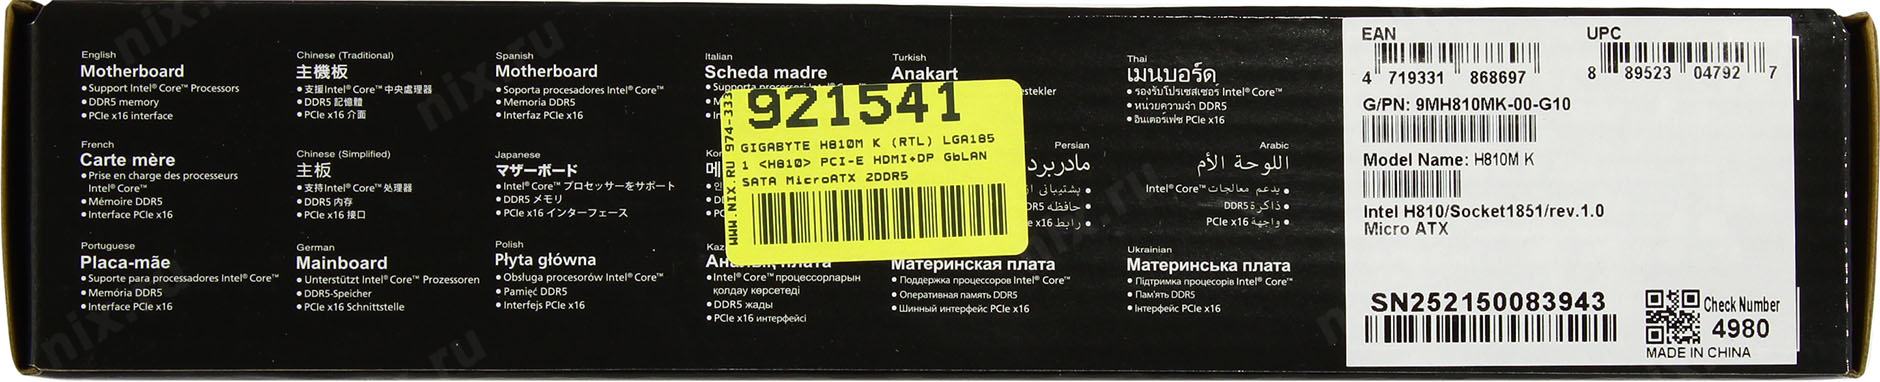 English
Motherboard
• Support Intel® Core™ Processors
• DDR5 memory
• PCIe x16 interface
Chinese (Traditional)
主機板
• 支援Intel® Core™ 中央處理器
• DDR5 記憶體
• PCIe x16 介面
Spanish
Motherboard
• Soporta procesadores Intel® Core™
• Memoria DDR5
• Interfaz PCIe x16
Italian
Scheda madre
Turkish
Anakart
Thai
เมนบอร์ด
• รองรับโปรเซสเซอร์ Intel® Core™
• หน่วยความจำ DDR5
• อินเตอร์เฟซ PCIe x16
French
Carte mère
• Prise en charge des processeurs
Intel® Core™
• Mémoire DDR5
• Interface PCIe x16
Chinese (Simplified)
主板
• 支持Intel® Core™ 处理器
• DDR5 内存
• PCIe x16 接口
Japanese
マザーボード
• Intel® Core™ プロセッサーをサポート
• DDR5 メモリ
• PCIe x16 インターフェース
Persian
مادربرد
Arabic
اللوحة الأم
• يدعم معالجات Intel® Core™
• ذاكرة DDR5
• واجهة PCIe x16
Portuguese
Placa-mãe
• Suporte para processadores Intel® Core™
• Memória DDR5
• Interface PCIe x16
German
Mainboard
• Unterstützt Intel® Core™ Prozessoren
• DDR5-Speicher
• PCIe x16 Schnittstelle
Polish
Płyta główna
• Obsługa procesorów Intel® Core™
• Pamięć DDR5
• Interfejs PCIe x16
• Intel® Core™ процессорларын
қолдау көрсетеді
• DDR5 жады
• PCIe x16 интерфейсі
Материнская плата
• Поддержка процессоров Intel® Core™
• Оперативная память DDR5
• Шинный интерфейс PCIe x16
Ukrainian
Материнська плата
• Підтримка процесорів Intel® Core™
• Пам'ять DDR5
• Інтерфейс PCIe x16
WWW.NIX.RU 974-333
921541
GIGABYTE H810M K (RTL) LGA185
1 <H810> PCI-E HDMI+DP GbLAN
SATA MicroATX 2DDR5
EAN
4 719331 868697
UPC
8 89523 04792 7
G/PN: 9MH810MK-00-G10
Model Name: H810M K
Intel H810/Socket1851/rev.1.0
Micro ATX
SN252150083943
Check Number
4980
MADE IN CHINA
nix.ru